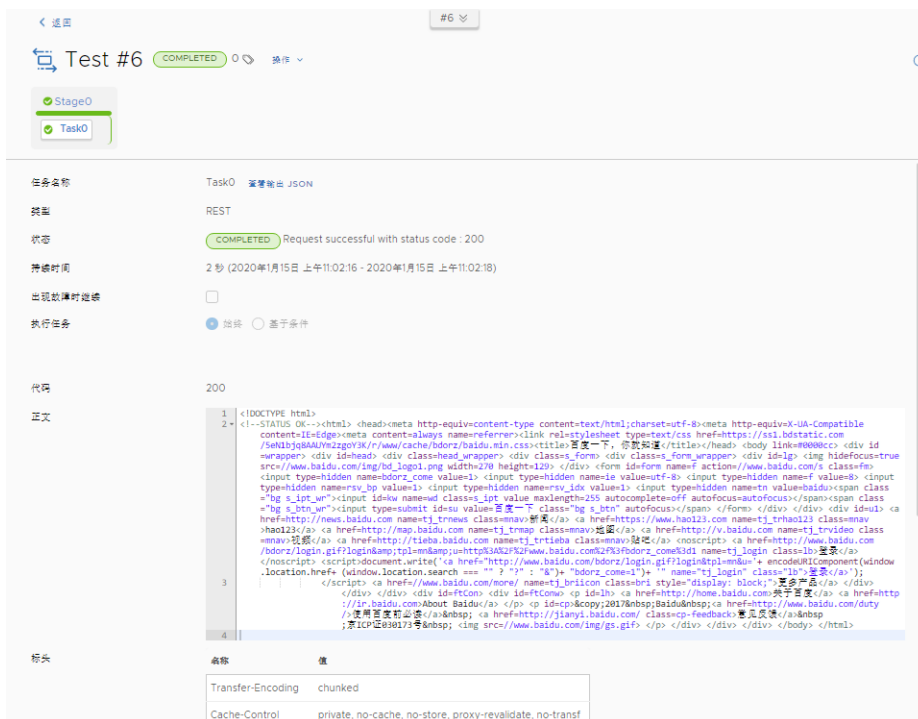 返回
#6
Test #6 COMPLETED 0 操作
Stage0
Task0
任务名称 Task0 查看输出 JSON
类型 REST
状态 COMPLETED Request successful with status code : 200
持续时间 2 秒 (2020年1月15日 上午11:02:16 - 2020年1月15日 上午11:02:18)
出现故障时继续
执行任务 始终 基于条件
代码 200
正文
1 <!DOCTYPE html>
2 <!--STATUS OK--><html> <head><meta http-equiv=content-type content=text/html;charset=utf-8><meta http-equiv=X-UA-Compatible
content=IE=Edge><meta content=always name=referrer><link rel=stylesheet type=text/css href=https://ss1.bdstatic.com
/5eN1bjq8AAUYm2zgoY3K/r/www/cache/bdorz/baidu.min.css><title>百度一下，你就知道</title></head> <body link=#0000cc> <div id
=wrapper> <div id=head> <div class=head_wrapper> <div class=s_form> <div class=s_form_wrapper> <div id=lg> <img hidefocus=true
src=//www.baidu.com/img/bd_logo1.png width=270 height=129> </div> <form id=form name=f action=//www.baidu.com/s class=fm>
<input type=hidden name=bdorz_come value=1> <input type=hidden name=ie value=utf-8> <input type=hidden name=f value=8> <input
type=hidden name=rsv_bp value=1> <input type=hidden name=rsv_idx value=1> <input type=hidden name=tn value=baidu><span class
="bg s_ipt_wr"><input id=kw name=wd class=s_ipt value maxlength=255 autocomplete=off autofocus=autofocus></span><span class
="bg s_btn_wr"><input type=submit id=su value=百度一下 class="bg s_btn" autofocus></span> </form> </div> </div> <div id=u1> <a
href=http://news.baidu.com name=tj_trnews class=mnav>新闻</a> <a href=https://www.hao123.com name=tj_trhao123 class=mnav
>hao123</a> <a href=http://map.baidu.com name=tj_trmap class=mnav>地图</a> <a href=http://v.baidu.com name=tj_trvideo class
=mnav>视频</a> <a href=http://tieba.baidu.com name=tj_trtieba class=mnav>贴吧</a> <noscript> <a href=http://www.baidu.com
/bdorz/login.gif?login&amp;tpl=mn&amp;u=http%3A%2F%2Fwww.baidu.com%2f%3fbdorz_come%3d1 name=tj_login class=lb>登录</a>
</noscript> <script>document.write('<a href="http://www.baidu.com/bdorz/login.gif?login&tpl=mn&u='+ encodeURIComponent(window
.location.href+ (window.location.search === "" ? "?" : "&")+ "bdorz_come=1")+ '" name="tj_login" class="lb">登录</a>');
3 </script> <a href=//www.baidu.com/more/ name=tj_briicon class=bri style="display: block;">更多产品</a> </div>
</div> </div> <div id=ftCon> <div id=ftConw> <p id=lh> <a href=http://home.baidu.com>关于百度</a> <a href=http
://ir.baidu.com>About Baidu</a> </p> <p id=cp>&copy;2017&nbsp;Baidu&nbsp;<a href=http://www.baidu.com/duty
/>使用百度前必读</a>&nbsp; <a href=http://jianyi.baidu.com/ class=cp-feedback>意见反馈</a>&nbsp
;京ICP证030173号&nbsp; <img src=//www.baidu.com/img/gs.gif> </p> </div> </div> </div> </body> </html>
4
标头
名称 值
Transfer-Encoding chunked
Cache-Control private, no-cache, no-store, proxy-revalidate, no-transf